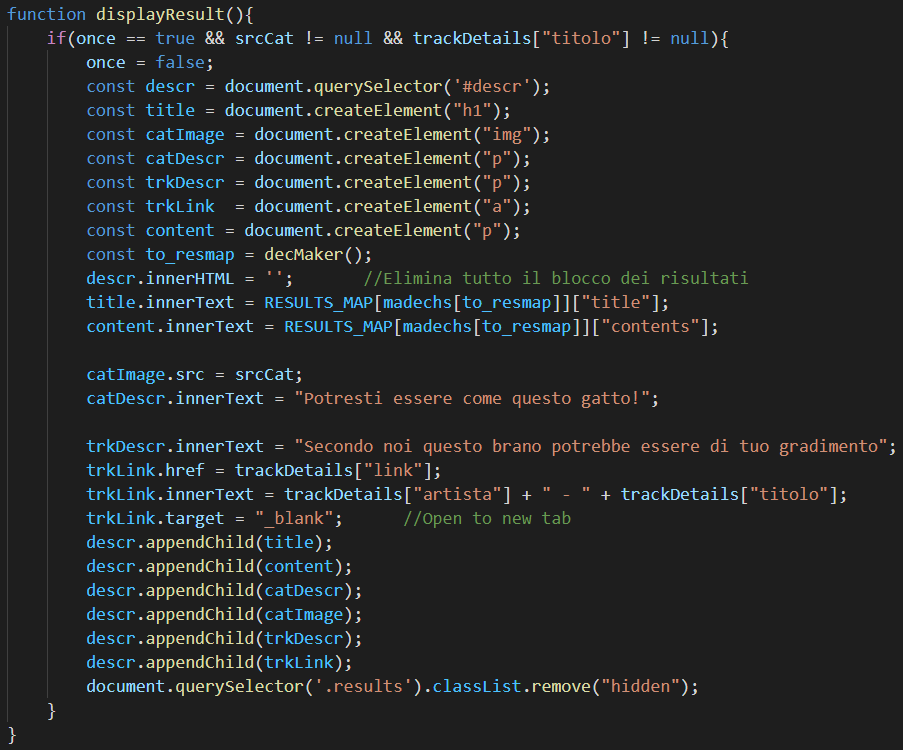 function displayResult(){
    if(once == true && srcCat != null && trackDetails["titolo"] != null){
        once = false;
        const descr = document.querySelector('#descr');
        const title = document.createElement("h1");
        const catImage = document.createElement("img");
        const catDescr = document.createElement("p");
        const trkDescr = document.createElement("p");
        const trkLink  = document.createElement("a");
        const content = document.createElement("p");
        const to_resmap = decMaker();
        descr.innerHTML = '';       //Elimina tutto il blocco dei risultati
        title.innerText = RESULTS_MAP[madechs[to_resmap]]["title"];
        content.innerText = RESULTS_MAP[madechs[to_resmap]]["contents"];

        catImage.src = srcCat;
        catDescr.innerText = "Potresti essere come questo gatto!";

        trkDescr.innerText = "Secondo noi questo brano potrebbe essere di tuo gradimento";
        trkLink.href = trackDetails["link"];
        trkLink.innerText = trackDetails["artista"] + " - " + trackDetails["titolo"];
        trkLink.target = "_blank";      //Open to new tab
        descr.appendChild(title);
        descr.appendChild(content);
        descr.appendChild(catDescr);
        descr.appendChild(catImage);
        descr.appendChild(trkDescr);
        descr.appendChild(trkLink);
        document.querySelector('.results').classList.remove("hidden");
    }
}